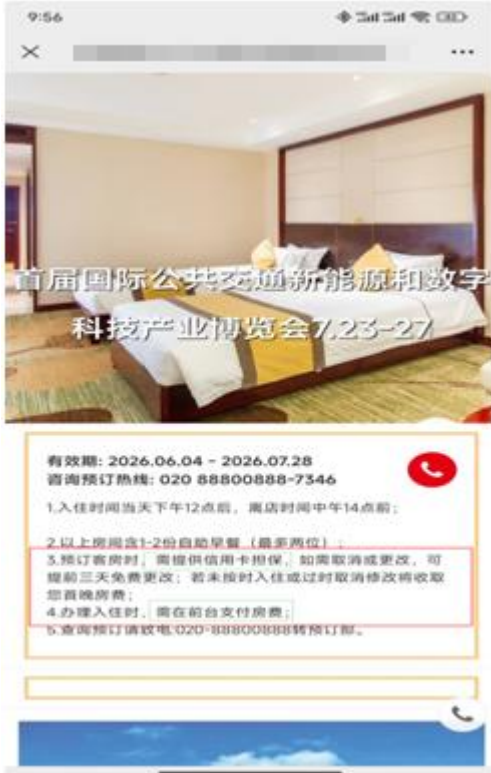 9:56
首届国际公共交通新能源和数字
科技产业博览会7.23-27
有效期: 2026.06.04 - 2026.07.28
咨询预订热线: 020 88800888-7346
1.入住时间当天下午12点后，离店时间中午14点前；
2.以上房间含1-2份自助早餐（最多两位）；
3.预订客房时，需提供信用卡担保，如需取消或更改，可
提前三天免费更改；若未按时入住或过时取消修改将收取
您首晚房费；
4.办理入住时，需在前台支付房费；
5.查询预订请致电:020-88800888转预订部。